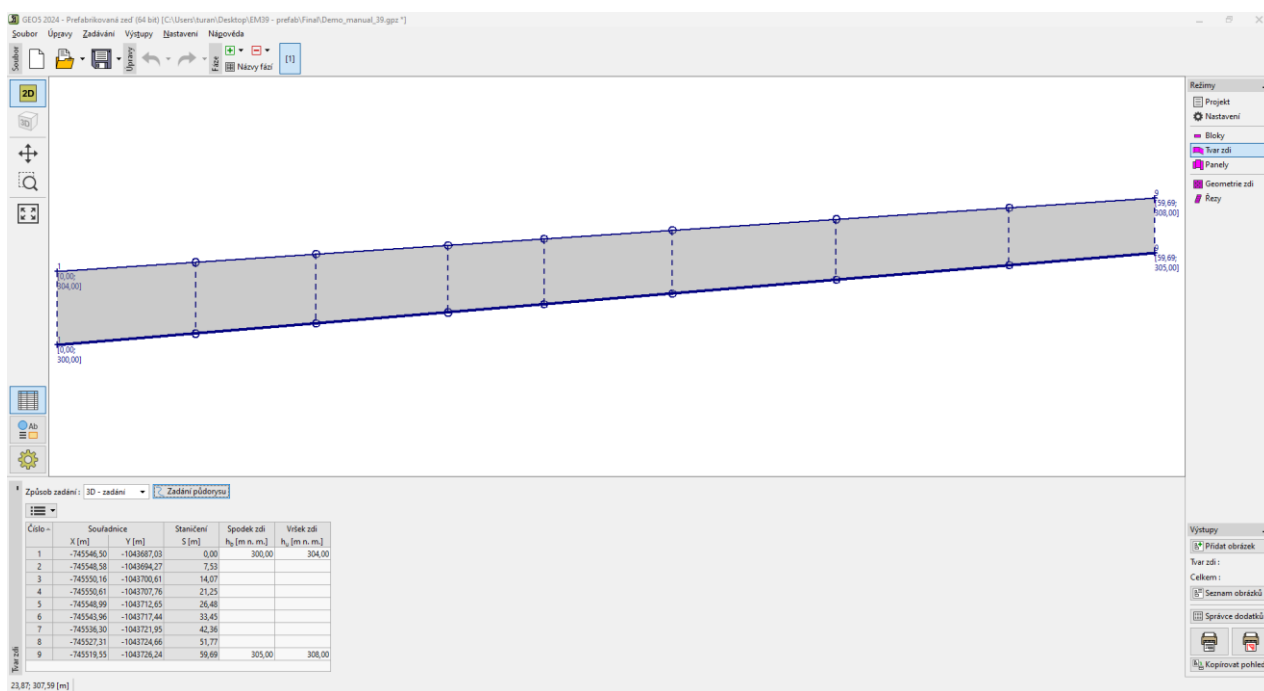 GEO5 2024 - Prefabrikovaná zeď (64 bit) [C:\Users\turan\Desktop\EM39 - prefab\Final\Demo_manual_39.gpz *]
Soubor Úpravy Zadávání Výstupy Nastavení Nápověda
Soubor
Úpravy
Fáze
Názvy fází
[1]
2D
3D
Ab
1
[0,00;
304,00]
1
[0,00;
300,00]
9
[59,69;
308,00]
9
[59,69;
305,00]
Režimy
Projekt
Nastavení
Bloky
Tvar zdi
Panely
Geometrie zdi
Řezy
Způsob zadání : 3D - zadání Zadání půdorysu
Číslo Souřadnice Staničení Spodek zdi Vršek zdi
X [m] Y [m] S [m] hb [m n. m.] hu [m n. m.]
1 -745546,50 -1043687,03 0,00 300,00 304,00
2 -745548,58 -1043694,27 7,53
3 -745550,16 -1043700,61 14,07
4 -745550,61 -1043707,76 21,25
5 -745548,99 -1043712,65 26,48
6 -745543,96 -1043717,44 33,45
7 -745536,30 -1043721,95 42,36
8 -745527,31 -1043724,66 51,77
9 -745519,55 -1043726,24 59,69 305,00 308,00
Tvar zdi
Výstupy
Přidat obrázek
Tvar zdi :
Celkem :
Seznam obrázků
Správce dodatků
Kopírovat pohled
23,87; 307,59 [m]